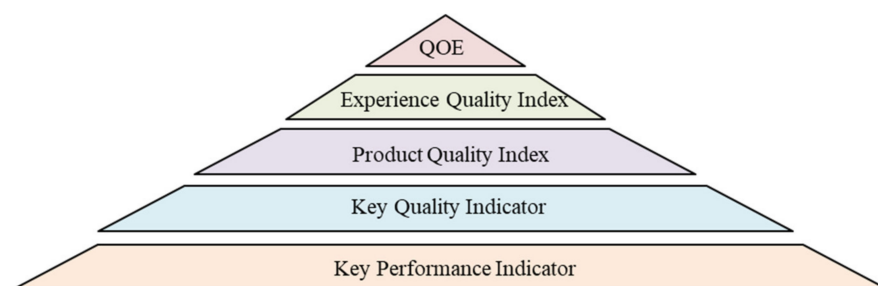 QOE
Experience Quality Index
Product Quality Index
Key Quality Indicator
Key Performance Indicator